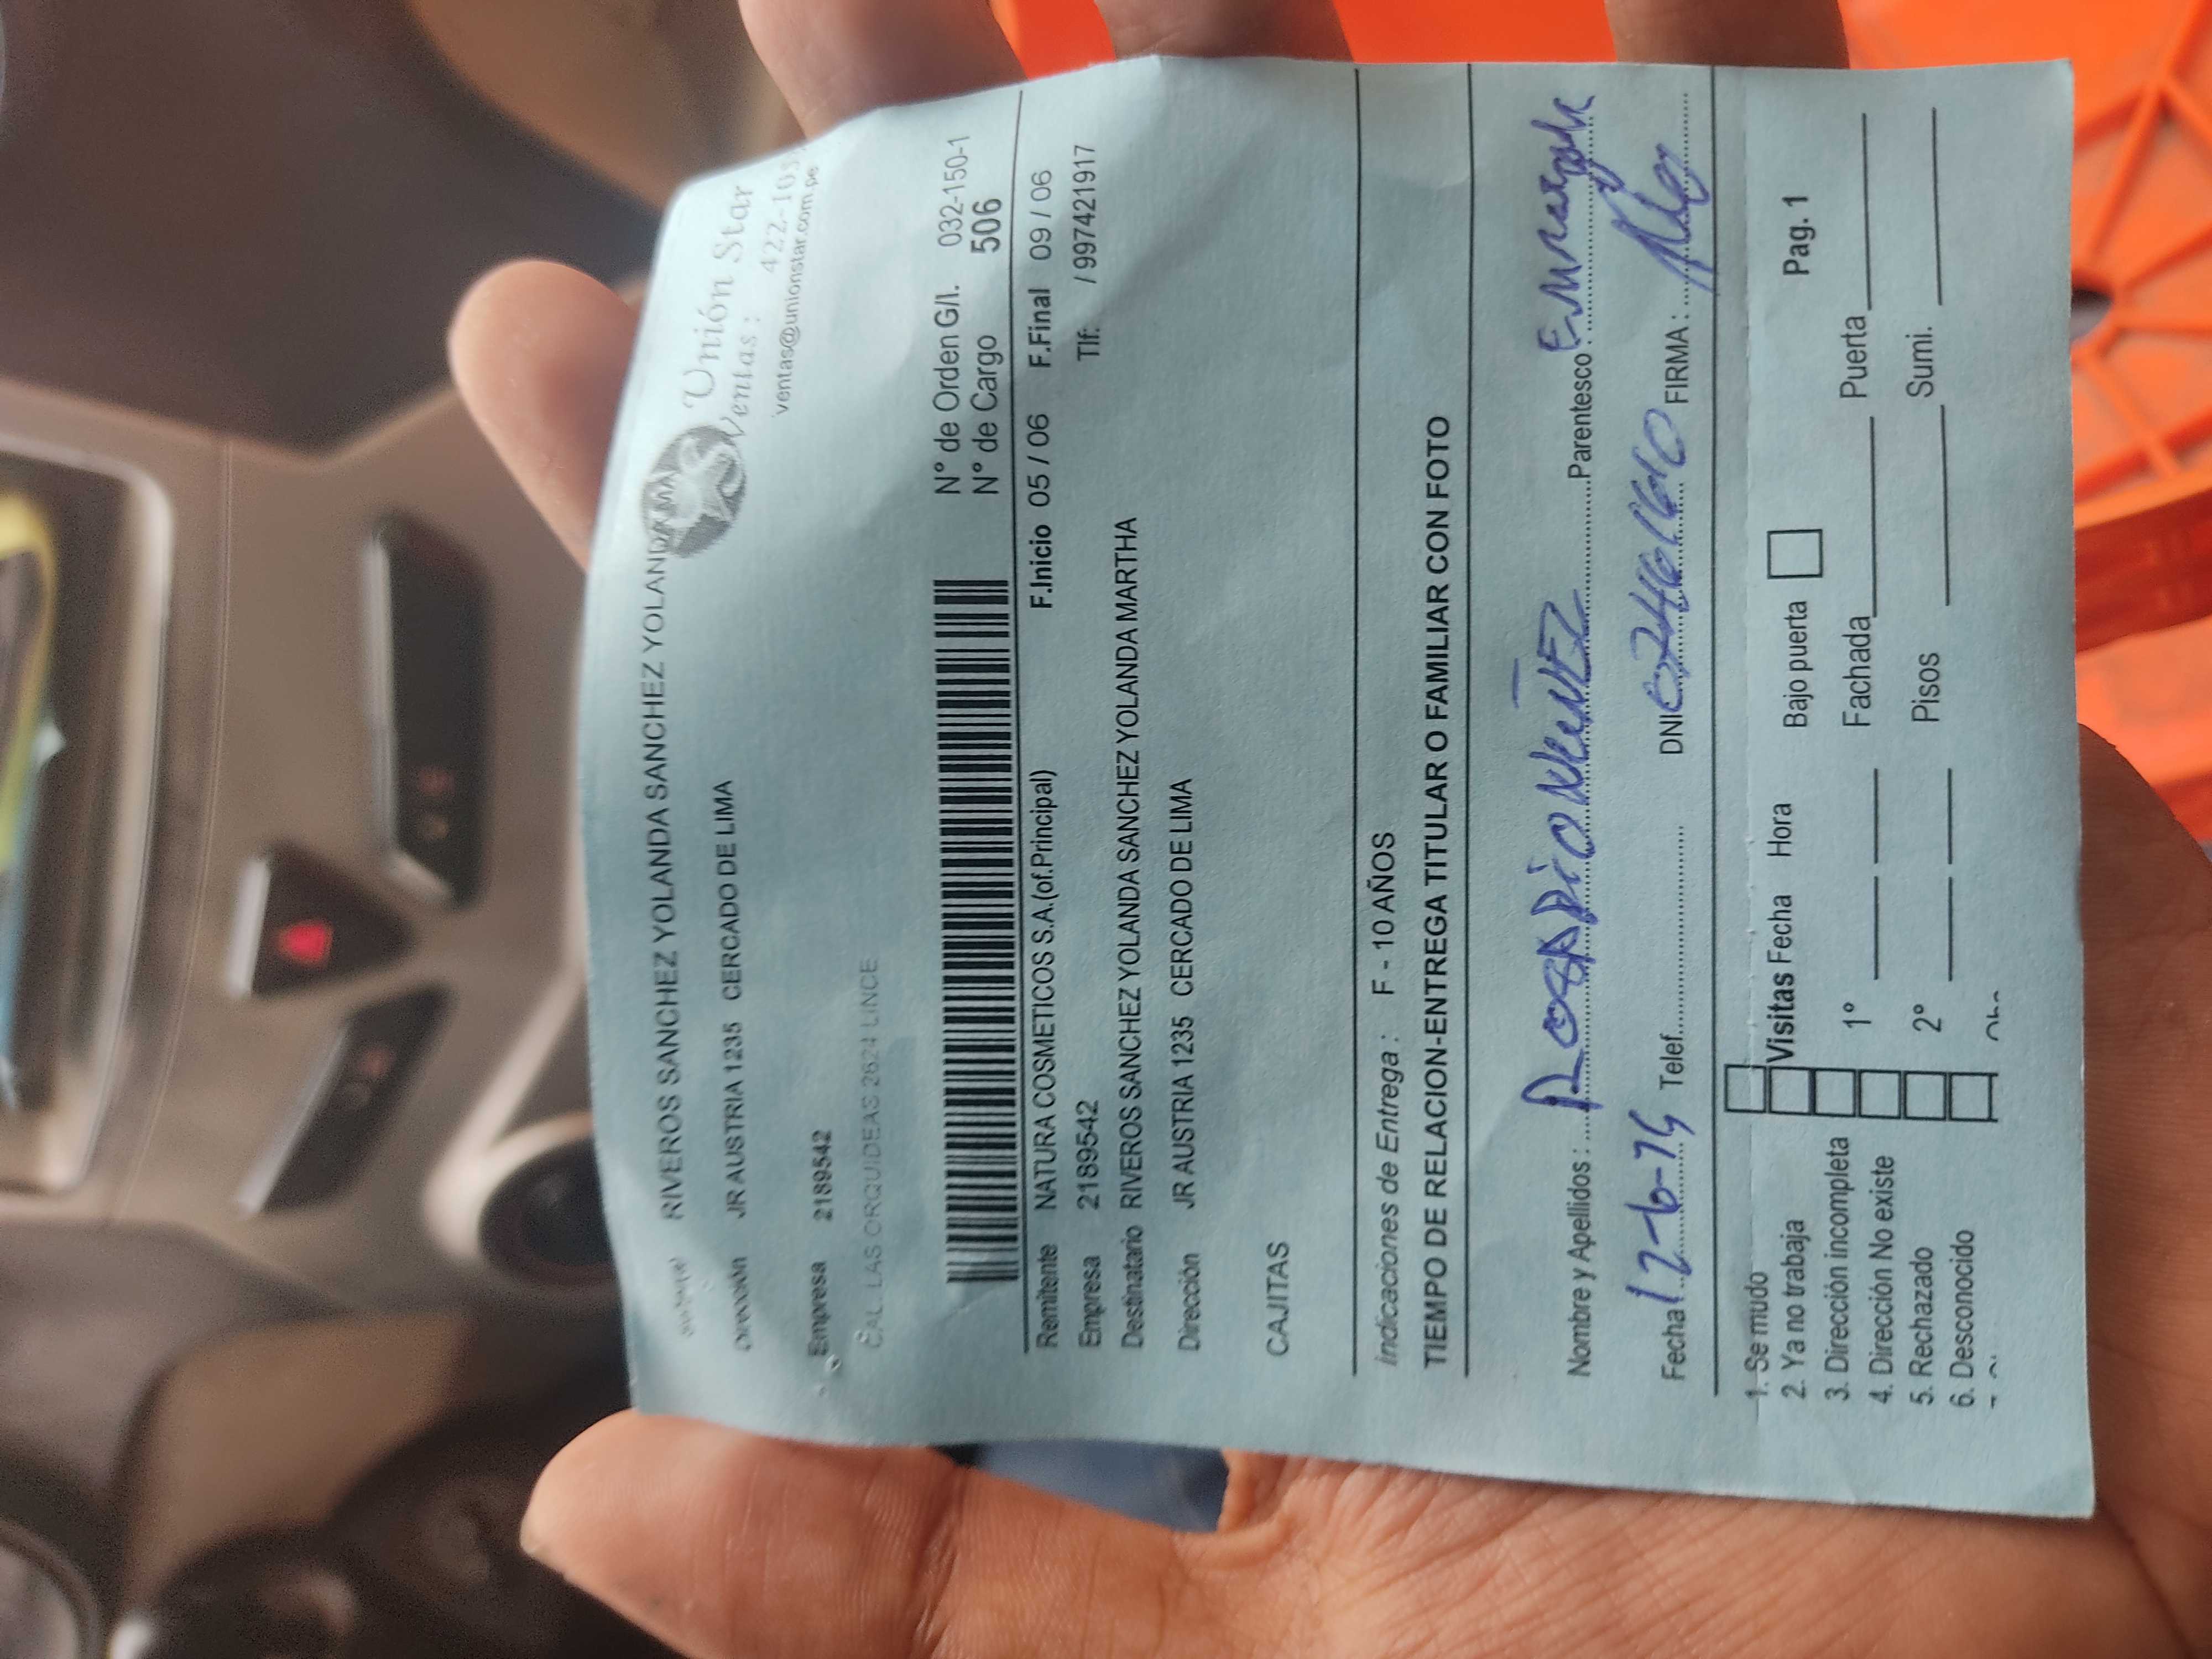 RIVEROS SANCHEZ YOLANDA SANCHEZ YOLANDA MA
Unión Star
Ventas : 422-105
ventas@unionstar.com.pe
Dirección JR AUSTRIA 1235 CERCADO DE LIMA
Empresa 2189542
CAL. LAS ORQUIDEAS 2624 LINCE
N° de Orden G/I. 032-150-1
N° de Cargo 506
Remitente NATURA COSMETICOS S.A.(of.Principal) F.Inicio 05 / 06 F.Final 09 / 06
Empresa 2189542 Tlf: / 997421917
Destinatario RIVEROS SANCHEZ YOLANDA SANCHEZ YOLANDA MARTHA
Dirección JR AUSTRIA 1235 CERCADO DE LIMA
CAJITAS
Indicaciones de Entrega : F - 10 AÑOS
TIEMPO DE RELACION-ENTREGA TITULAR O FAMILIAR CON FOTO
Nombre y Apellidos : NUÑEZ Parentesco :
Fecha Telef. DNI FIRMA :
1. Se mudo
2. Ya no trabaja Visitas Fecha Hora Bajo puerta Pag. 1
3. Dirección incompleta 1° Fachada Puerta
4. Dirección No existe
5. Rechazado 2° Pisos Sumi.
6. Desconocido